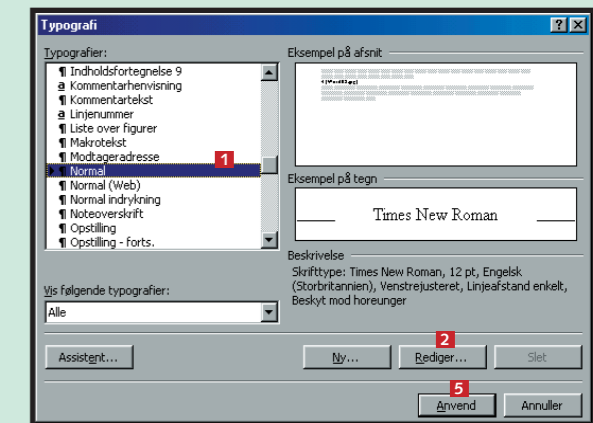 Typografi
Typografier:
¶ Indholdsfortegnelse 9
a Kommentarhenvisning
¶ Kommentartekst
a Linjenummer
¶ Liste over figurer
¶ Makrotekst
¶ Modtageradresse
1
¶ Normal
¶ Normal (Web)
¶ Normal indrykning
¶ Noteoverskrift
¶ Opstilling
¶ Opstilling - forts.
Vis følgende typografier:
Alle
Eksempel på afsnit
Eksempel på tegn
Times New Roman
Beskrivelse
Skrifttype: Times New Roman, 12 pt, Engelsk
(Storbritannien), Venstrejusteret, Linjeafstand enkelt,
Beskyt mod horeunger
2
Assistent...
Ny...
Rediger...
Slet
5
Anvend
Annuller